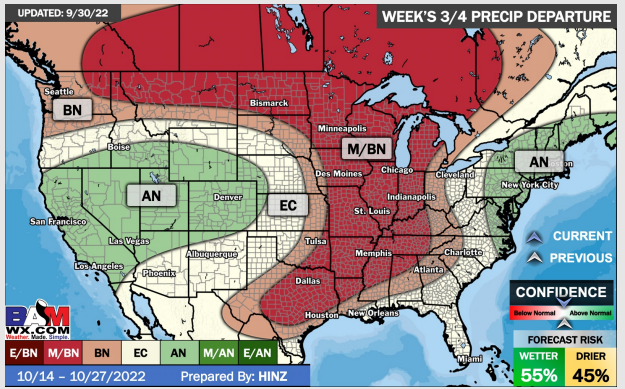 UPDATED: 9/30/22
WEEK'S 3/4 PRECIP DEPARTURE
Seattle
BN
Bismarck
Minneapolis
M/BN
Boise
Des Moines
Chicago
Cleveland
AN
on
New York City
AN
Denver
EC
Indianapolis
St. Louis
San Francisco
Las Vegas
Tulsa
Memphis
Charlotte
CURRENT
Albuquerque
PREVIOUS
Los Angeles
Phoenix
Dallas
Atlanta
Houston
New Orleans
CONFIDENCE
Below Normal
Above Normal
BAM
WX.COM
Weather. Made. Simple.
Miami
FORECAST RISK
E/BN
M/BN
BN
EC
AN
M/AN
E/AN
WETTER
DRIER
55%
45%
10/14 – 10/27/2022
Prepared By: HINZ